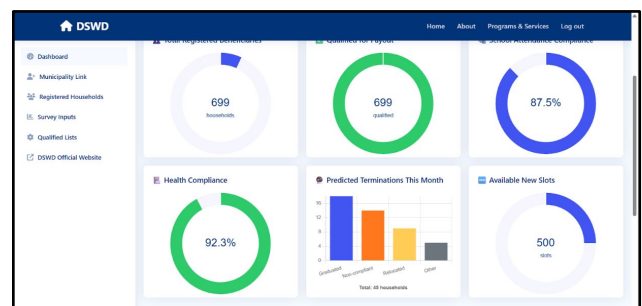 DSWD
Home About Programs & Services Log out
Dashboard
Municipality Link
Registered Households
Survey Inputs
Qualified Lists
DSWD Official Website
Total Registered Beneficiaries
Qualified for Payout
School Attendance Compliance
699
households
699
qualified
87.5%
Health Compliance
92.3%
Predicted Terminations This Month
16
12
8
4
0
Graduated
Non-compliant
Relocated
Other
Total: 45 households
Available New Slots
500
slots